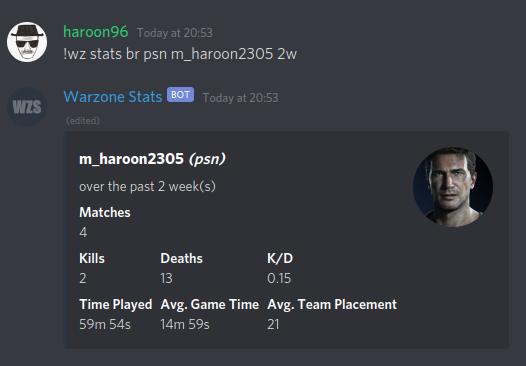 haroon96 Today at 20:53
!wz stats br psn m_haroon2305 2w
WZS
Warzone Stats BOT Today at 20:53
(edited)
m_haroon2305 (psn)
over the past 2 week(s)
Matches
4
Kills Deaths K/D
2 13 0.15
Time Played Avg. Game Time Avg. Team Placement
59m 54s 14m 59s 21